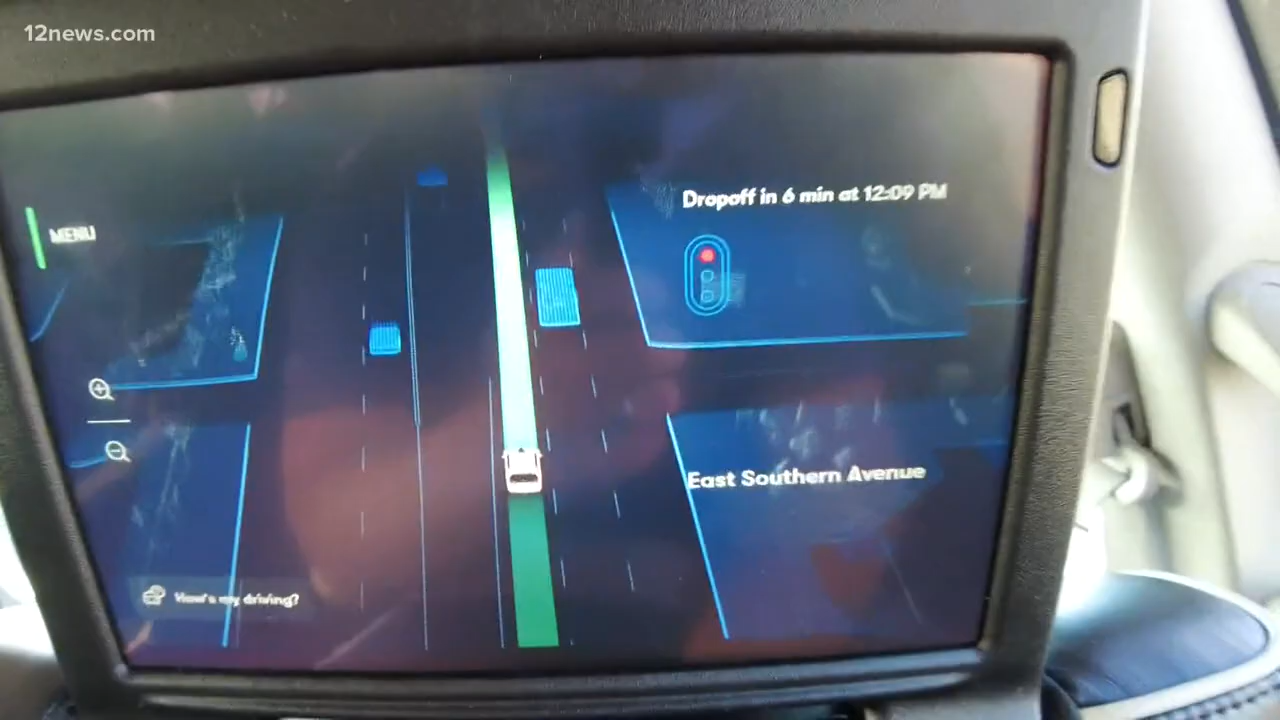 12news.com
Dropoff in 6 min at 12:09 PM
MENU
East Southern Avenue
How's my driving?